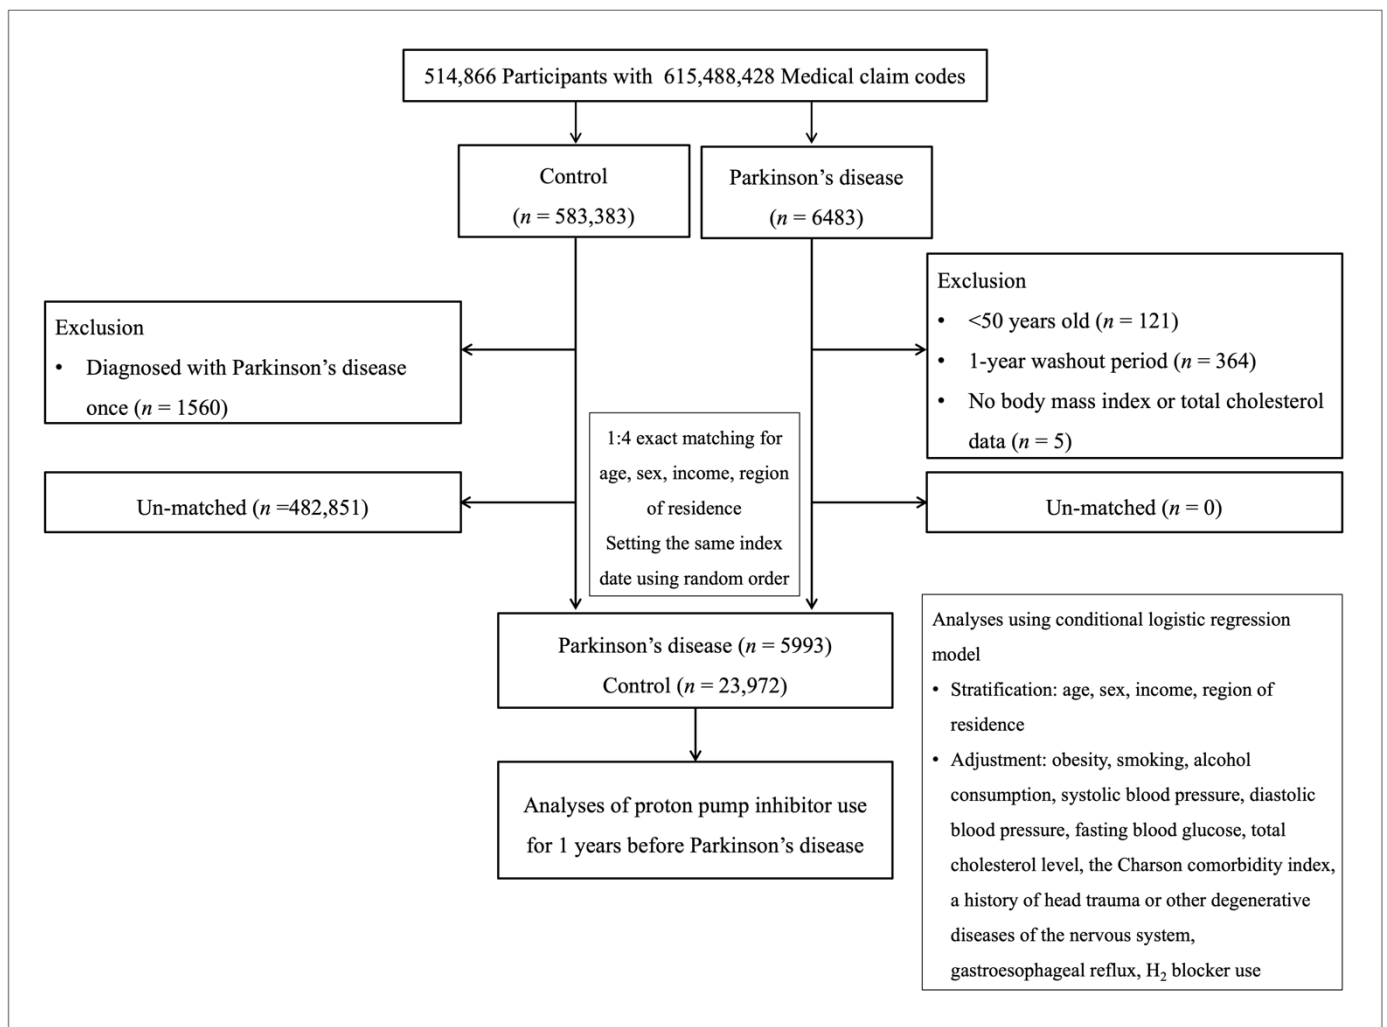 514,866 Participants with 615,488,428 Medical claim codes
Control
(n = 583,383)
Parkinson’s disease
(n = 6483)
Exclusion
• Diagnosed with Parkinson’s disease
once (n = 1560)
Exclusion
• <50 years old (n = 121)
• 1-year washout period (n = 364)
• No body mass index or total cholesterol
data (n = 5)
1:4 exact matching for
age, sex, income, region
of residence
Setting the same index
date using random order
Un-matched (n =482,851)
Un-matched (n = 0)
Parkinson’s disease (n = 5993)
Control (n = 23,972)
Analyses of proton pump inhibitor use
for 1 years before Parkinson’s disease
Analyses using conditional logistic regression
model
• Stratification: age, sex, income, region of
residence
• Adjustment: obesity, smoking, alcohol
consumption, systolic blood pressure, diastolic
blood pressure, fasting blood glucose, total
cholesterol level, the Charson comorbidity index,
a history of head trauma or other degenerative
diseases of the nervous system,
gastroesophageal reflux, H₂ blocker use